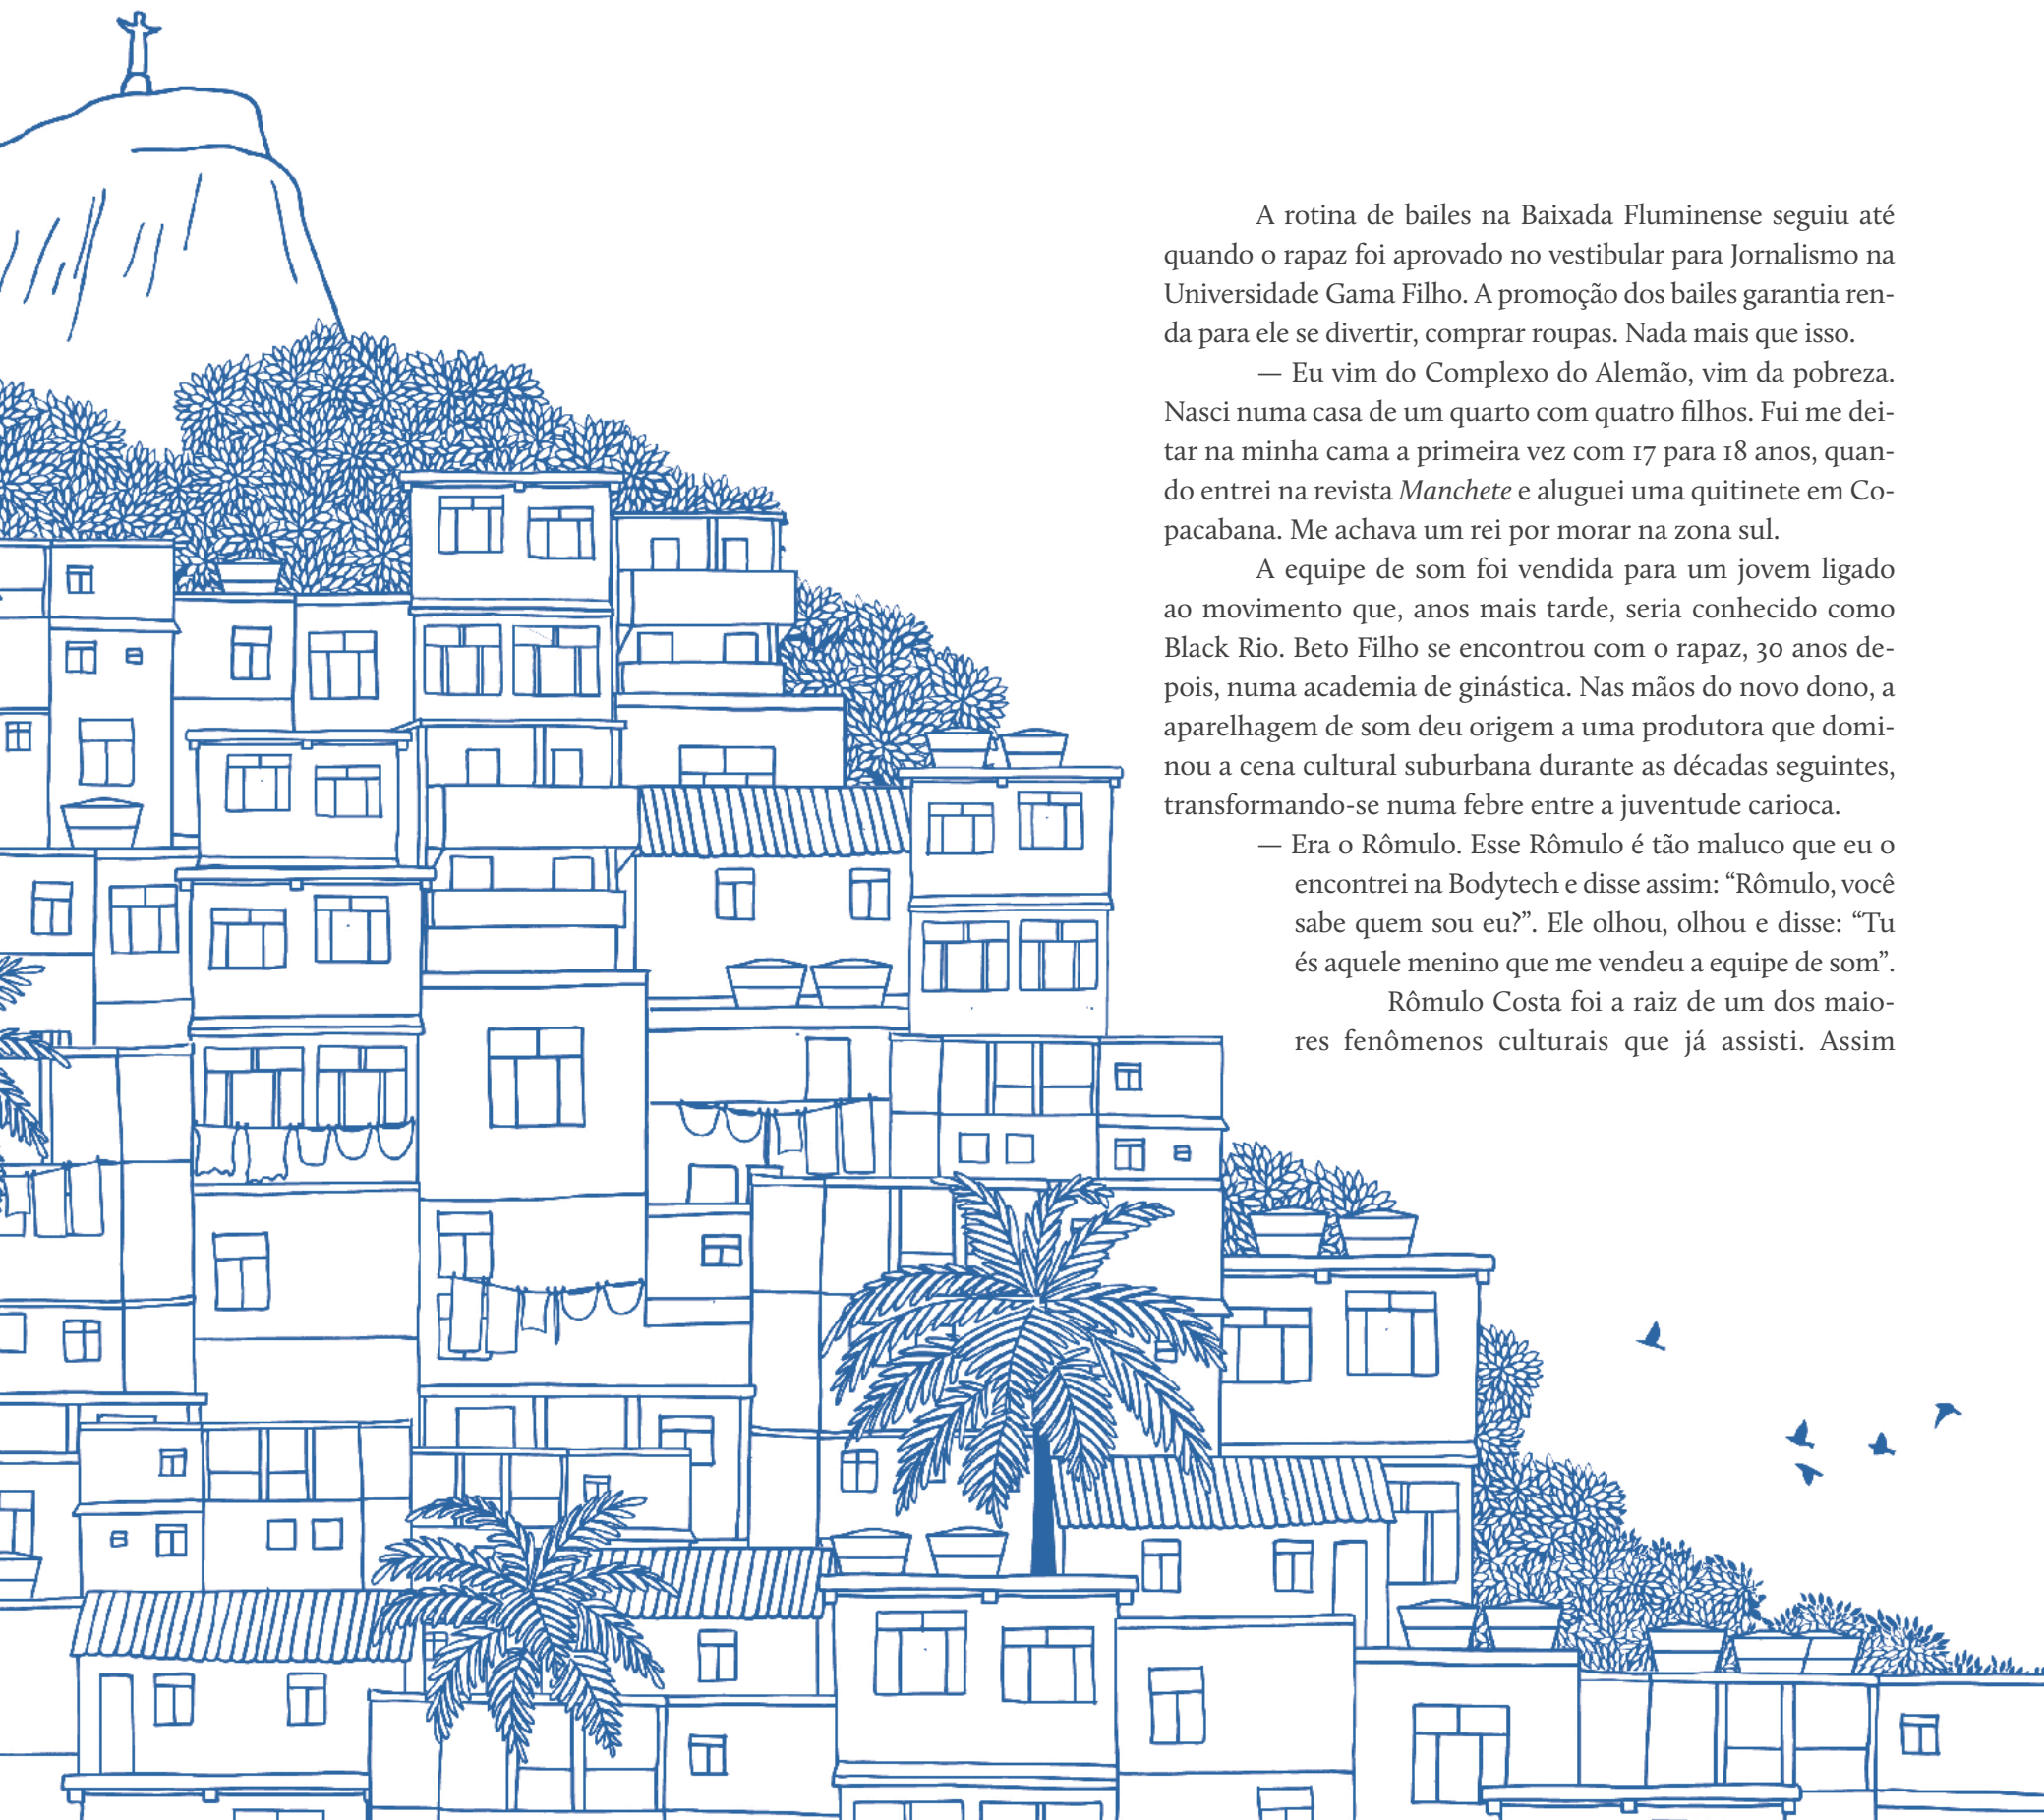 A rotina de bailes na Baixada Fluminense seguiu até
quando o rapaz foi aprovado no vestibular para Jornalismo na
Universidade Gama Filho. A promoção dos bailes garantia ren-
da para ele se divertir, comprar roupas. Nada mais que isso.
— Eu vim do Complexo do Alemão, vim da pobreza.
Nasci numa casa de um quarto com quatro filhos. Fui me dei-
tar na minha cama a primeira vez com 17 para 18 anos, quan-
do entrei na revista Manchete e aluguei uma quitinete em Co-
pacabana. Me achava um rei por morar na zona sul.
A equipe de som foi vendida para um jovem ligado
ao movimento que, anos mais tarde, seria conhecido como
Black Rio. Beto Filho se encontrou com o rapaz, 30 anos de-
pois, numa academia de ginástica. Nas mãos do novo dono, a
aparelhagem de som deu origem a uma produtora que domi-
nou a cena cultural suburbana durante as décadas seguintes,
transformando-se numa febre entre a juventude carioca.
— Era o Rômulo. Esse Rômulo é tão maluco que eu o
encontrei na Bodytech e disse assim: “Rômulo, você
sabe quem sou eu?”. Ele olhou, olhou e disse: “Tu
és aquele menino que me vendeu a equipe de som”.
Rômulo Costa foi a raiz de um dos maio-
res fenômenos culturais que já assisti. Assim